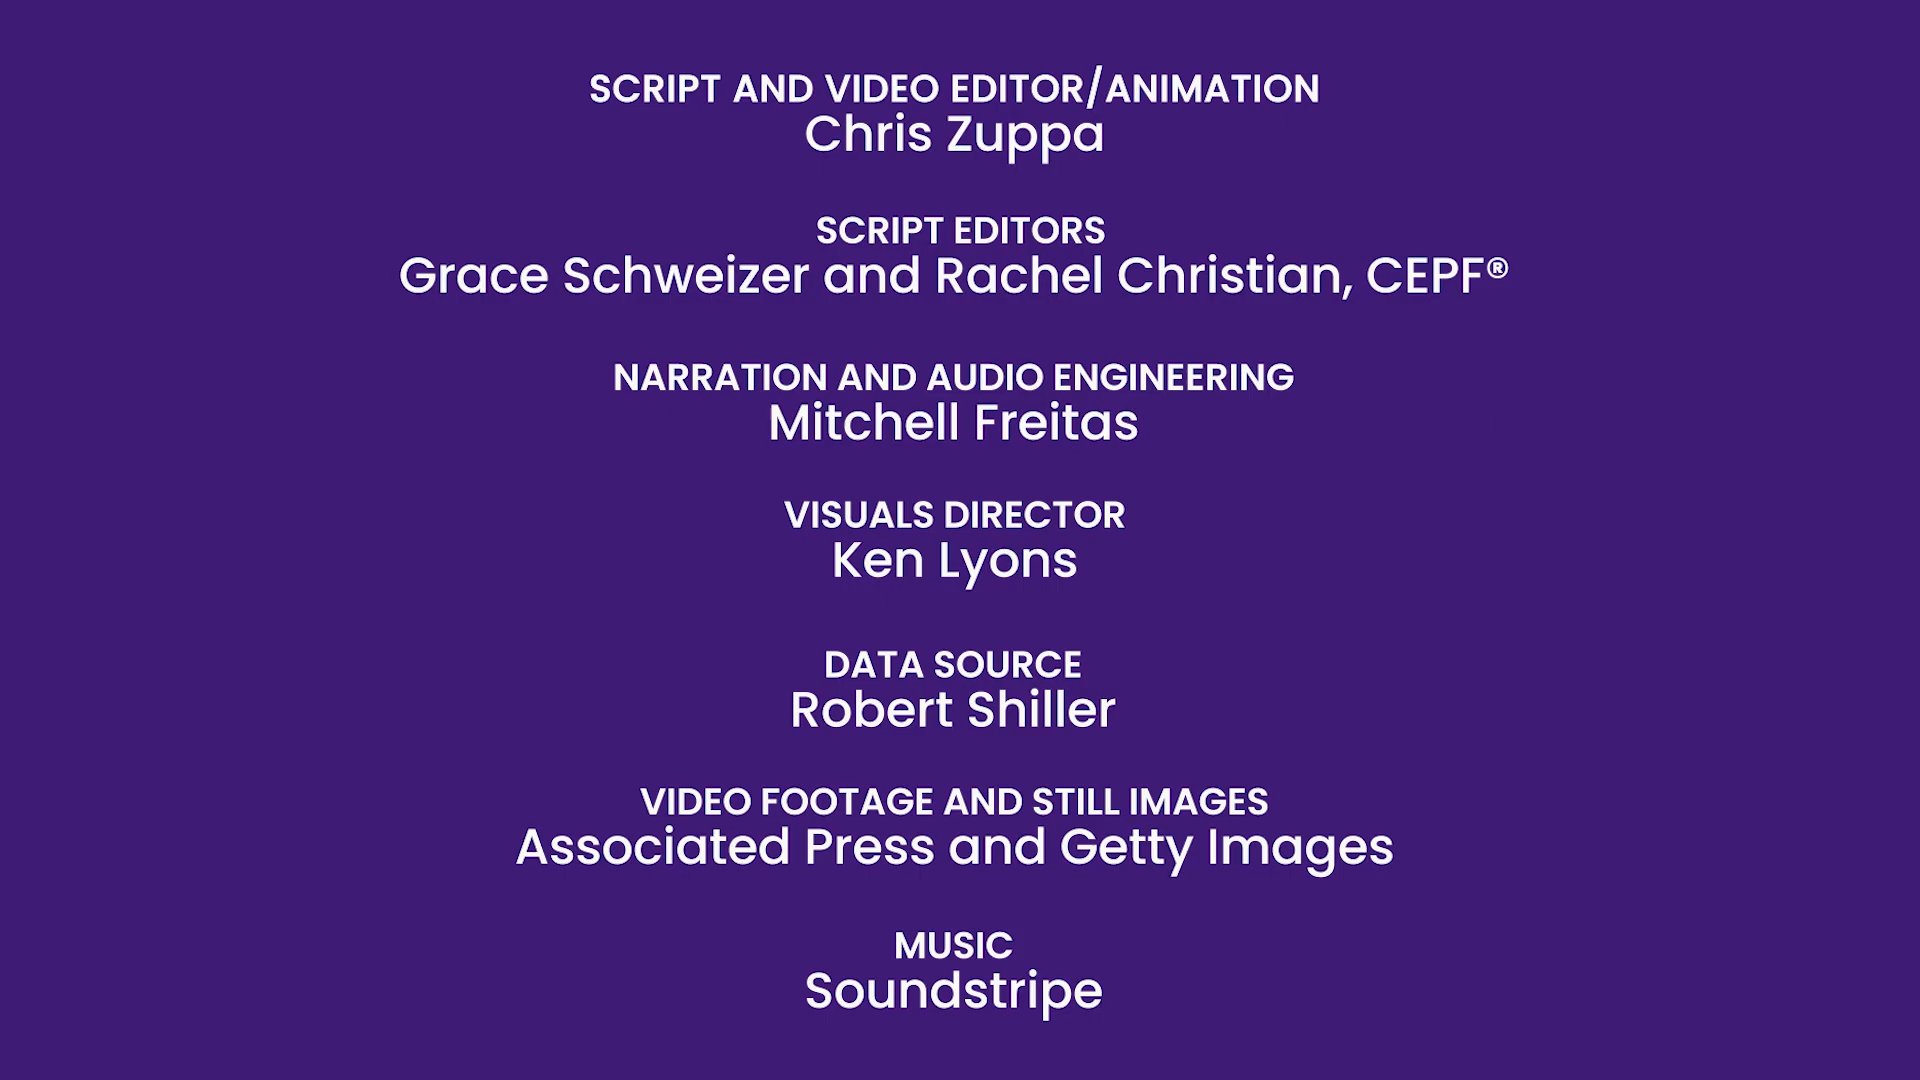 SCRIPT AND VIDEO EDITOR/ANIMATION
Chris Zuppa
SCRIPT EDITORS
Grace Schweizer and Rachel Christian, CEPF®
NARRATION AND AUDIO ENGINEERING
Mitchell Freitas
VISUALS DIRECTOR
Ken Lyons
DATA SOURCE
Robert Shiller
VIDEO FOOTAGE AND STILL IMAGES
Associated Press and Getty Images
MUSIC
Soundstripe